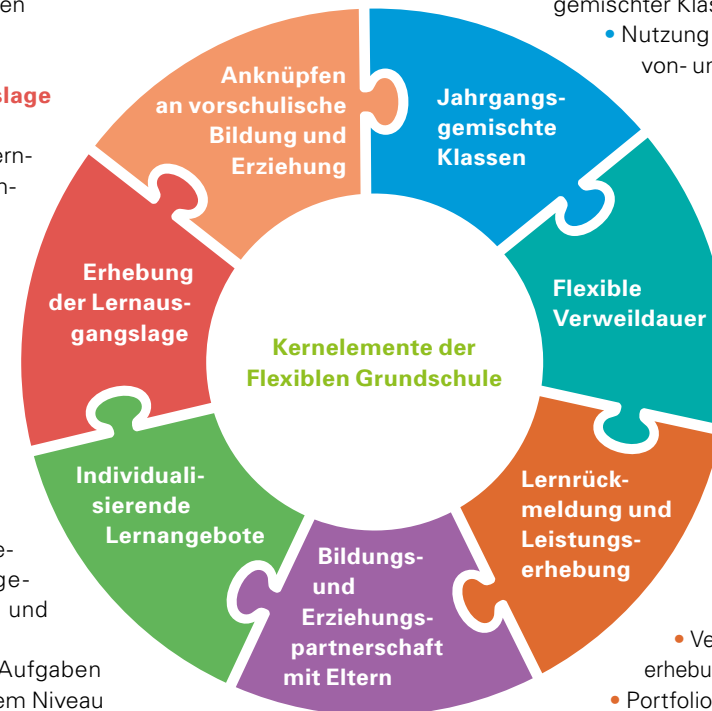 gemischter
• Nutzung
von- 
Anknüpfen
an vorschulische
Bildung und
Erziehung
Jahrgangs-
gemischte
Klassen
Flexible
Verweildauer
Lernrück-
meldung und
Leistungs-
erhebung
Bildungs-
und
Erziehungs-
partnerschaft
mit Eltern
Individuali-
sierende
Lernangebote
Erhebung
der Lernaus-
gangslage
Kernelemente der
Flexiblen Grundschule
und
Aufgaben
Niveau
•
• Portfolio